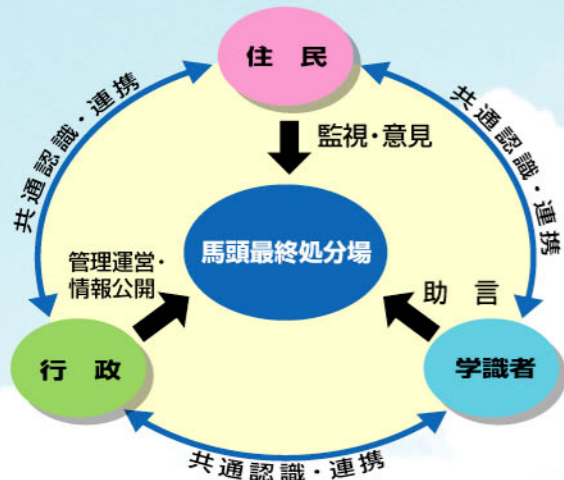 住 民
共通認識・連携
共通認識・連携
監視・意見
馬頭最終処分場
管理運営・
情報公開
助 言
行 政
学識者
共通認識・連携